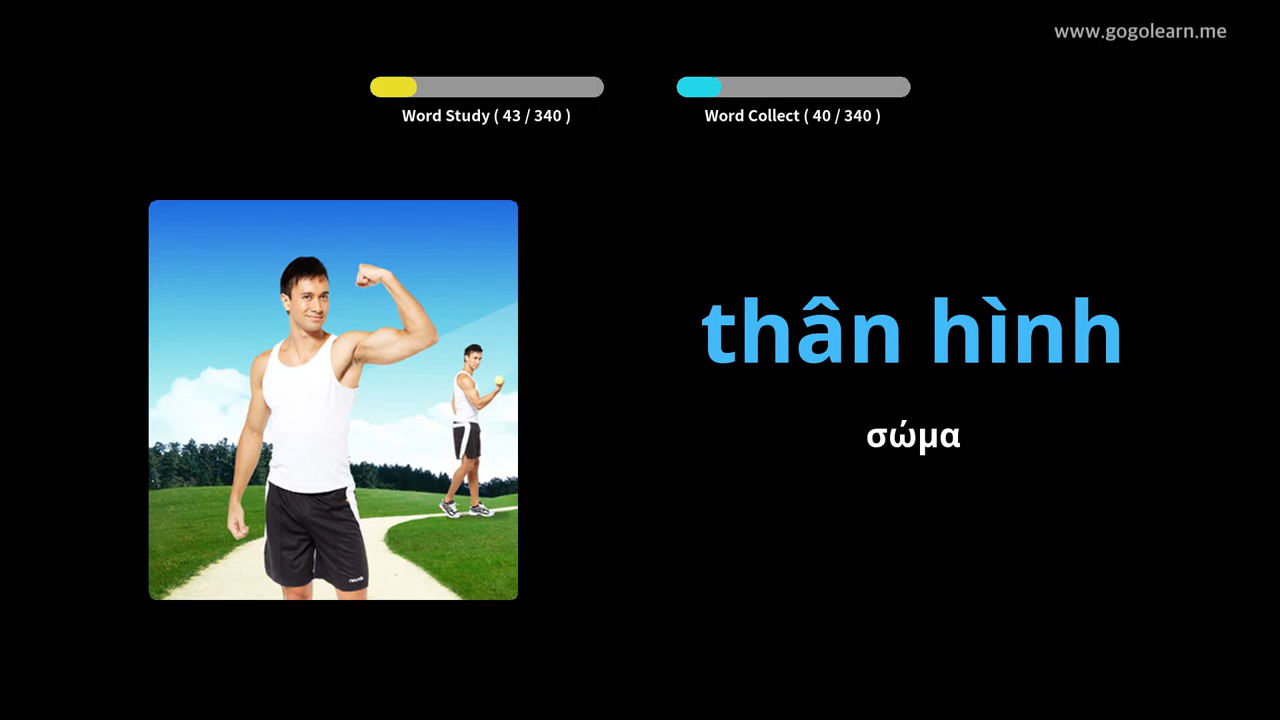 www.gogolearn.me
Word Study ( 43 / 340 )
Word Collect ( 40 / 340 )
thân hình
σώμα